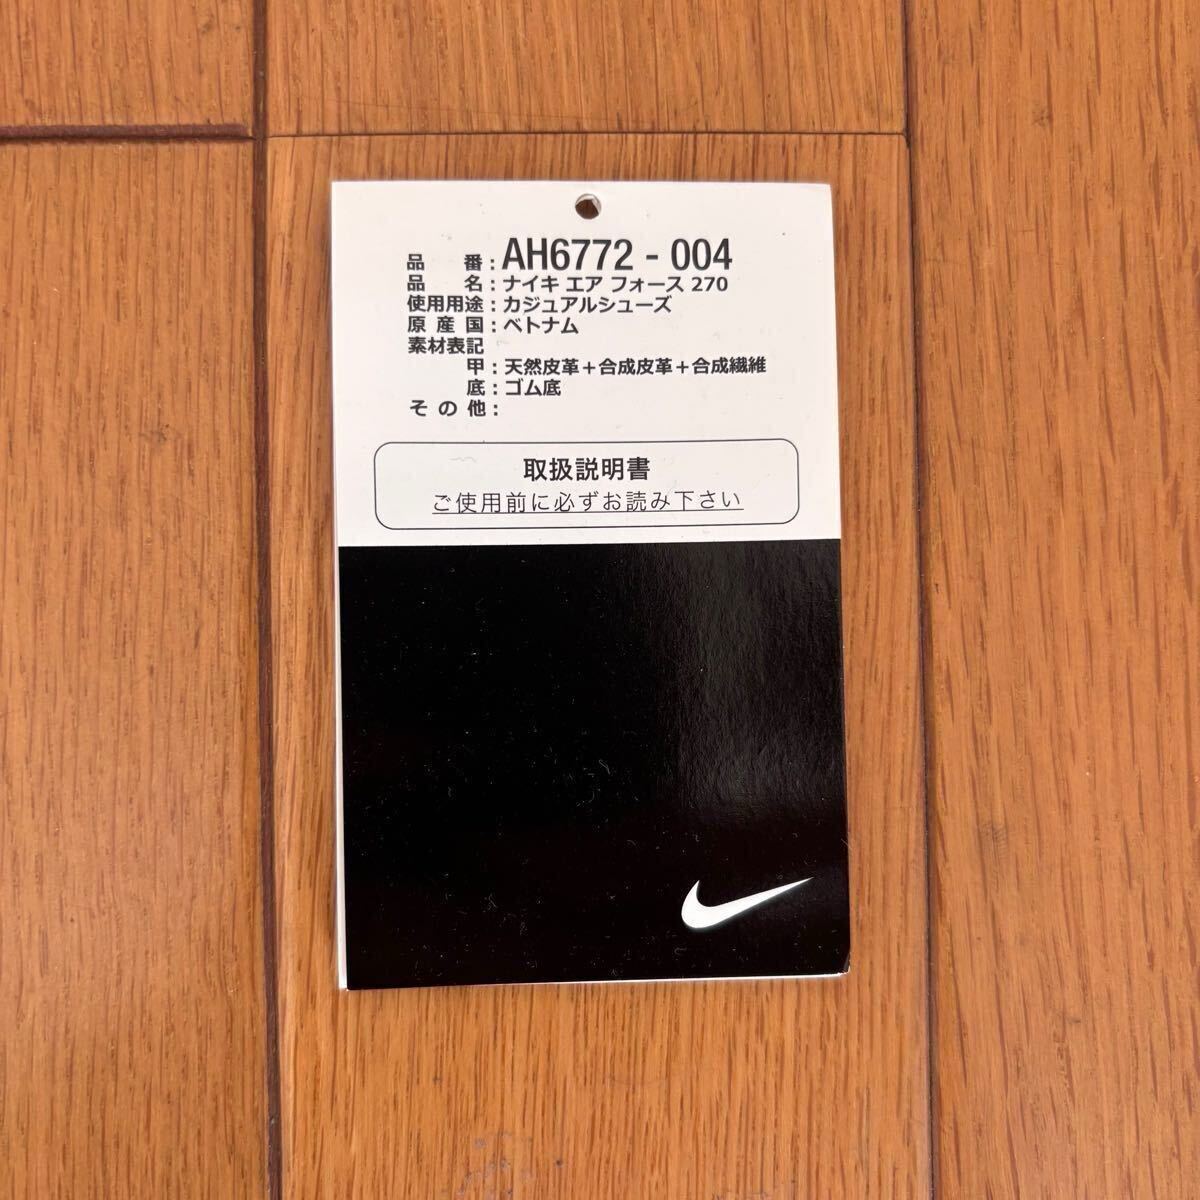 品　番：AH6772 - 004
品　名：ナイキ エア フォース 270
使用用途：カジュアルシューズ
原産国：ベトナム
素材表記
甲：天然皮革＋合成皮革＋合成繊維
底：ゴム底
その他：
取扱説明書
ご使用前に必ずお読み下さい